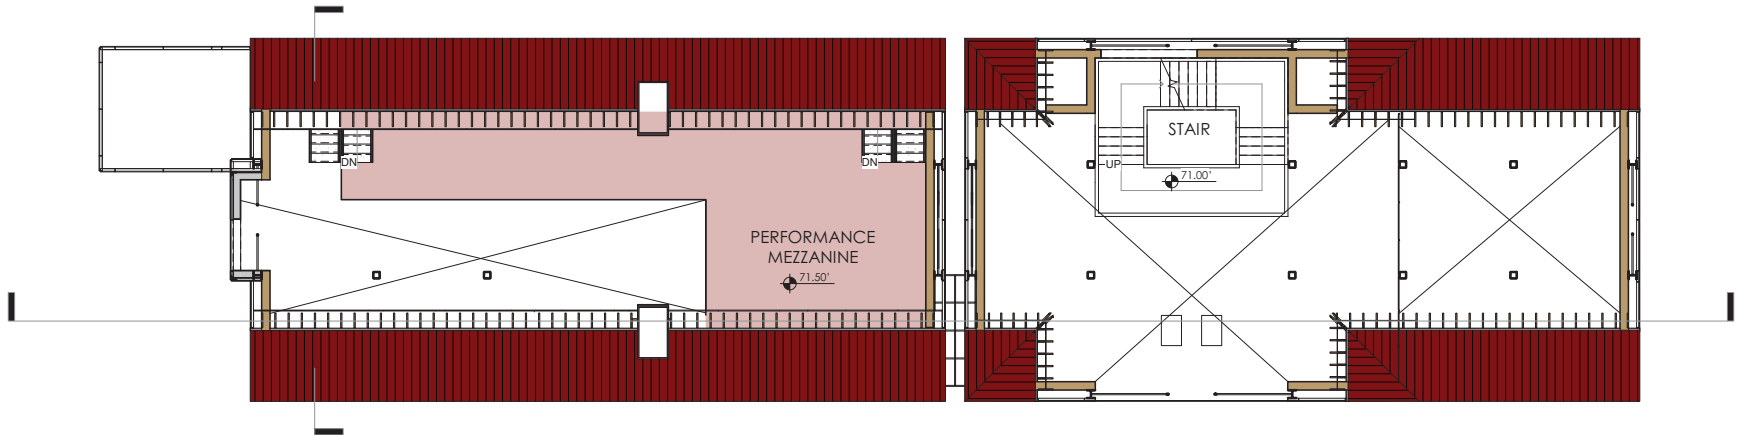 DN
DN
PERFORMANCE
MEZZANINE
71.50'
STAIR
UP
71.00'